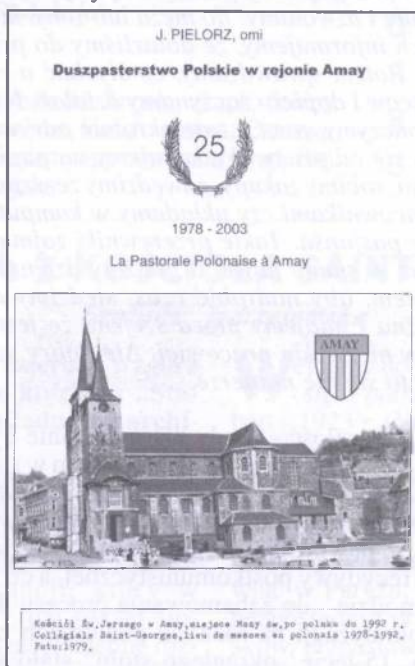 J. PIELORZ, omi
Duszpasterstwo Polskie w rejonie Amay
25
1978 - 2003
La Pastorale Polonaise à Amay
AMAY
Kościół Św.Jerzego w Amay,miejsce Mszy św.po polsku do 1992 r.
Collégiale Saint-Georges,lieu de messes en polonais 1978-1992.
Foto:1979.